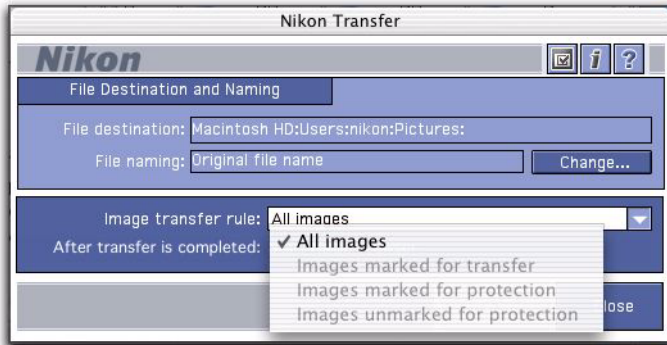 Nikon Transfer
Nikon
i ?
File Destination and Naming
File destination: Macintosh HD:Users:nikon:Pictures:
File naming: Original file name Change...
Image transfer rule: All images
After transfer is completed:
✓ All images
Images marked for transfer
Images marked for protection
Images unmarked for protection